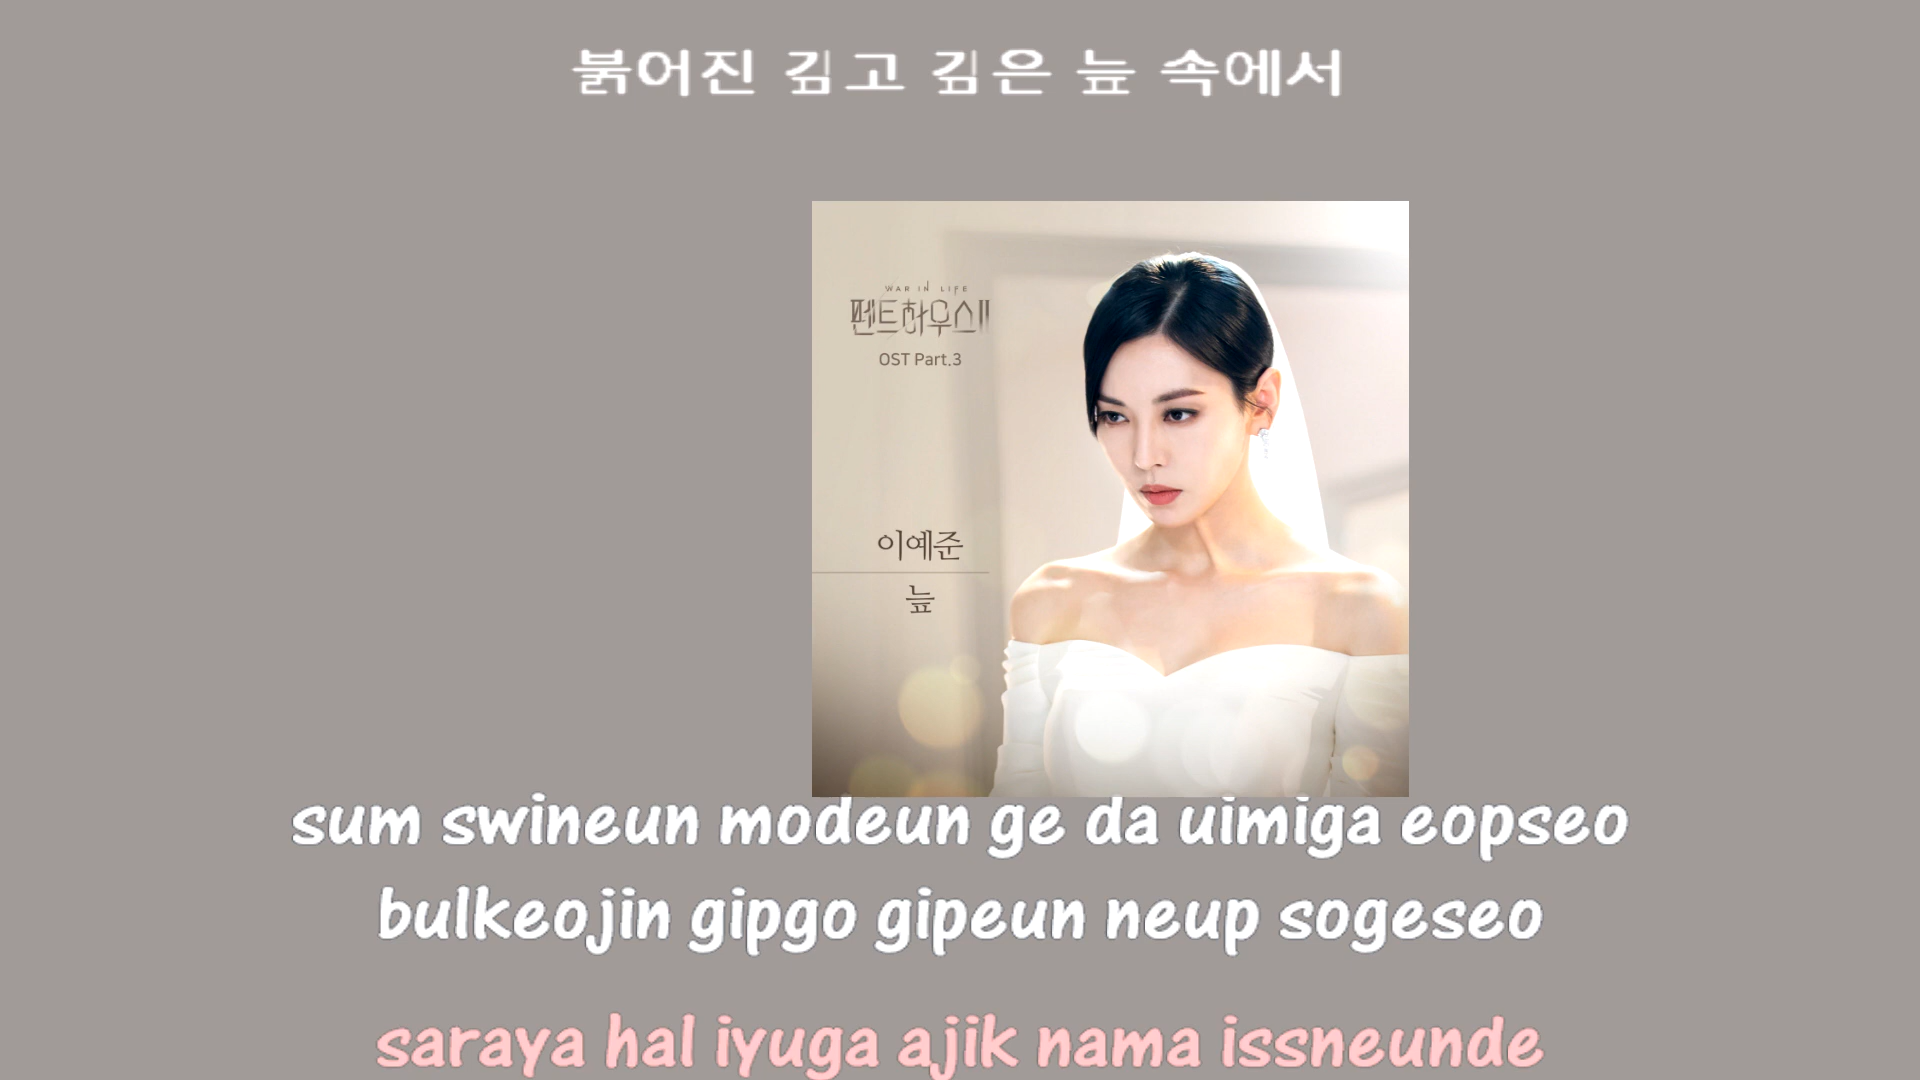 붉어진 깊고 깊은 늪 속에서
WAR IN LIFE
펜트하우스II
OST Part.3
이예준
늪
sum swineun modeun ge da uimiga eopseo
bulkeojin gipgo gipeun neup sogeseo
saraya hal iyuga ajik nama issneunde